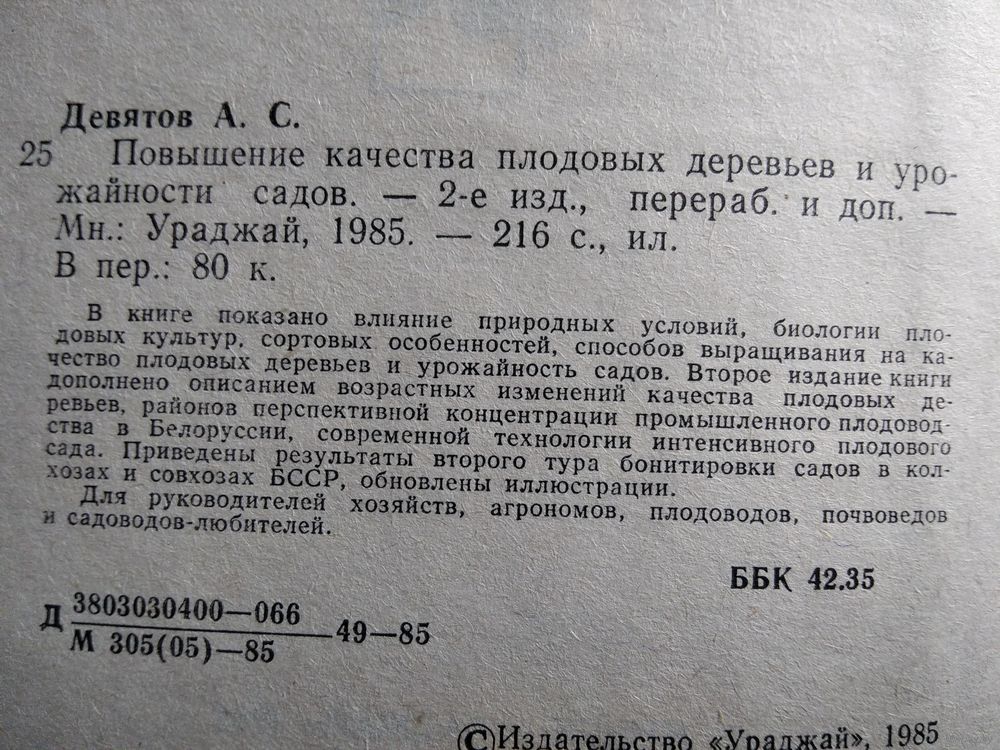 Девятов А. С.
25 Повышение качества плодовых деревьев и уро-
жайности садов. — 2-е изд., перераб. и доп. —
Мн.: Ураджай, 1985. — 216 с., ил.
В пер.: 80 к.
В книге показано влияние природных условий, биологии пло-
довых культур, сортовых особенностей, способов выращивания на ка-
чество плодовых деревьев и урожайность садов. Второе издание книги
дополнено описанием возрастных изменений качества плодовых де-
ревьев, районов перспективной концентрации промышленного плодовод-
ства в Белоруссии, современной технологии интенсивного плодового
сада. Приведены результаты второго тура бонитировки садов в кол-
хозах и совхозах БССР, обновлены иллюстрации.
Для руководителей хозяйств, агрономов, плодоводов, почвоведов
и садоводов-любителей.
ББК 42.35
Д 3803030400—066
М 305(05)—85 —49—85
© Издательство «Ураджай», 1985